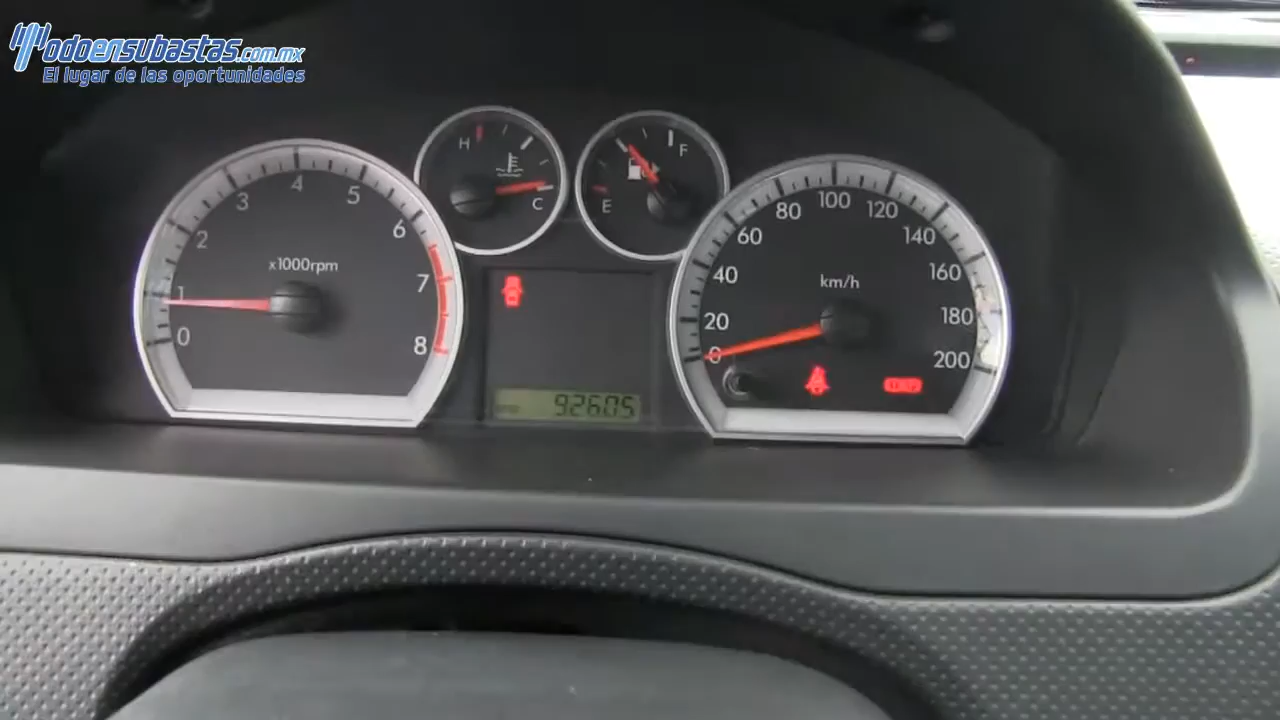 Todoensubastas.com.mx
El lugar de las oportunidades
H
C
E
F
0
1
2
3
4
5
6
7
8
x1000rpm
0
20
40
60
80
100
120
140
160
180
200
km/h
92605